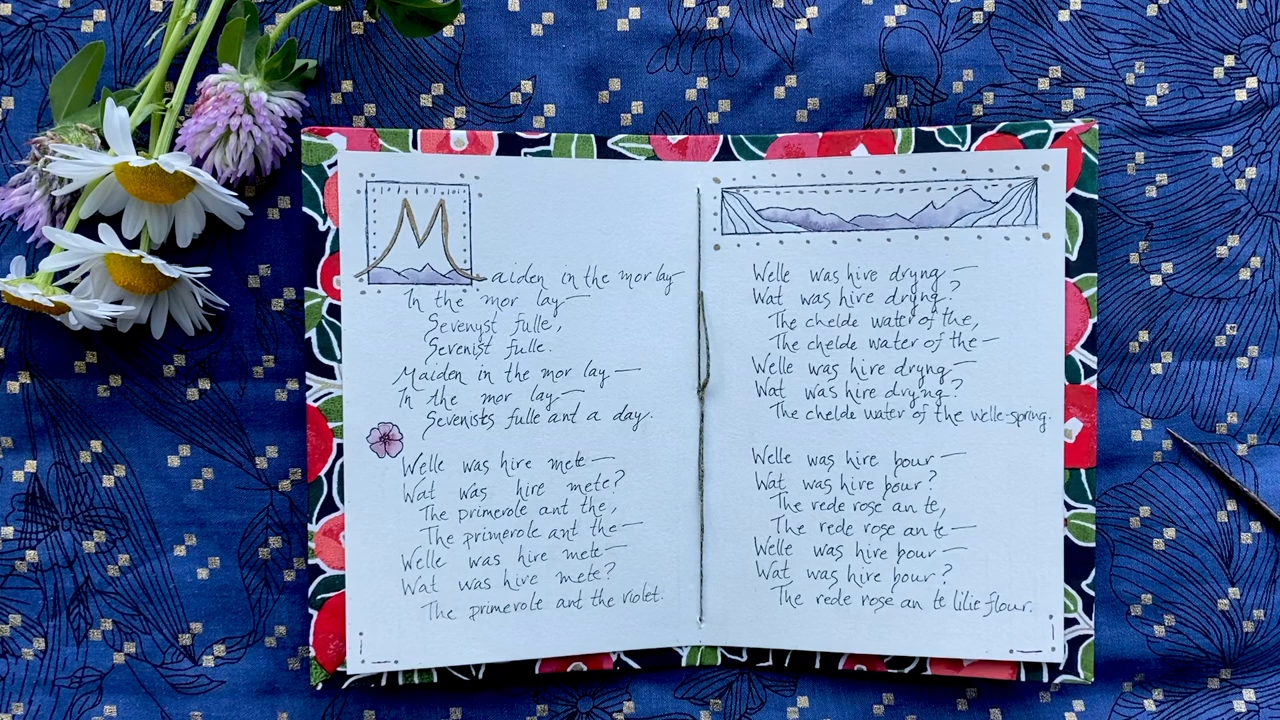 Maiden in the mor lay—
In the mor lay—
Sevenyst fulle,
Sevenist fulle.
Maiden in the mor lay—
In the mor lay—
Sevenists fulle ant a day.
Welle was hire mete—
Wat was hire mete?
The primerole ant the,
The primerole ant the—
Welle was hire mete—
Wat was hire mete?
The primerole ant the violet.
Welle was hire dryng—
Wat was hire dryng?
The chelde water of the,
The chelde water of the—
Welle was hire dryng—
Wat was hire dryng?
The chelde water of the welle-spring.
Welle was hire bour—
Wat was hire bour?
The rede rose an te,
The rede rose an te—
Welle was hire bour—
Wat was hire bour?
The rede rose an te lilie flour.